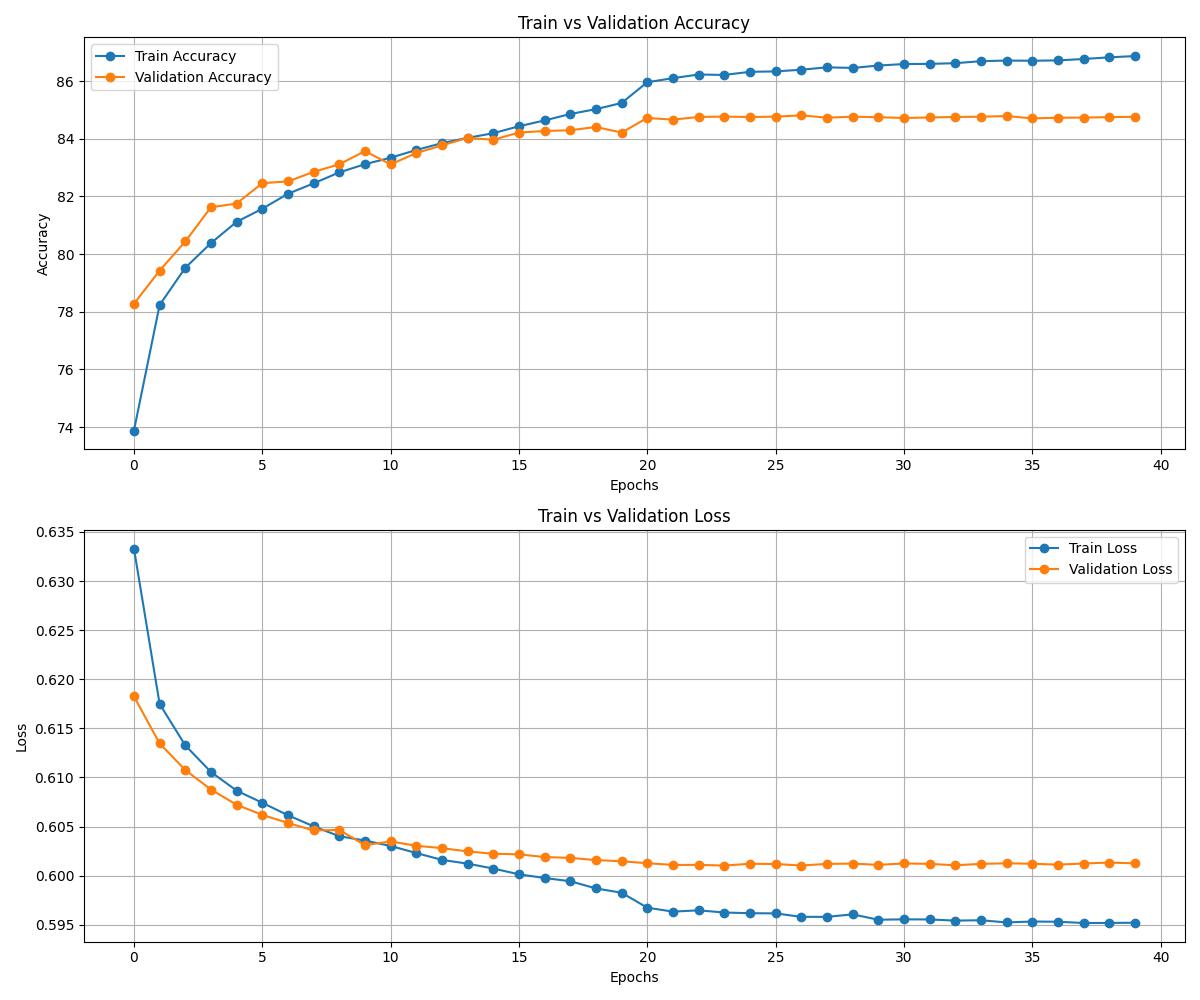 Train vs Validation Accuracy
Train Accuracy
Validation Accuracy
86
84
82
80
78
76
74
Accuracy
0 5 10 15 20 25 30 35 40
Epochs
Train vs Validation Loss
Train Loss
Validation Loss
0.635
0.630
0.625
0.620
0.615
0.610
0.605
0.600
0.595
Loss
0 5 10 15 20 25 30 35 40
Epochs